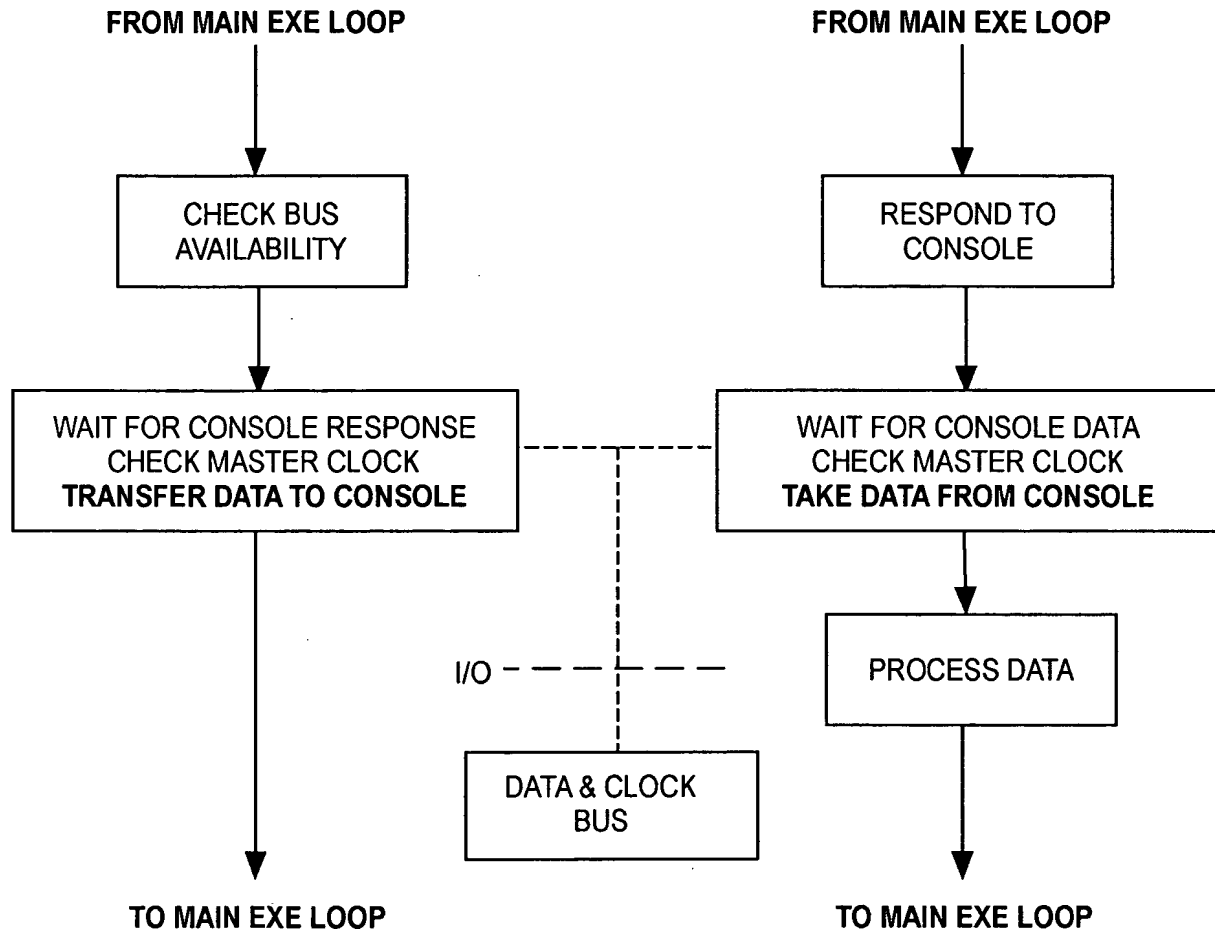 FROM MAIN EXE LOOP
CHECK BUS
AVAILABILITY
WAIT FOR CONSOLE RESPONSE
CHECK MASTER CLOCK
TRANSFER DATA TO CONSOLE
TO MAIN EXE LOOP
I/O
DATA & CLOCK
BUS
FROM MAIN EXE LOOP
RESPOND TO
CONSOLE
WAIT FOR CONSOLE DATA
CHECK MASTER CLOCK
TAKE DATA FROM CONSOLE
PROCESS DATA
TO MAIN EXE LOOP